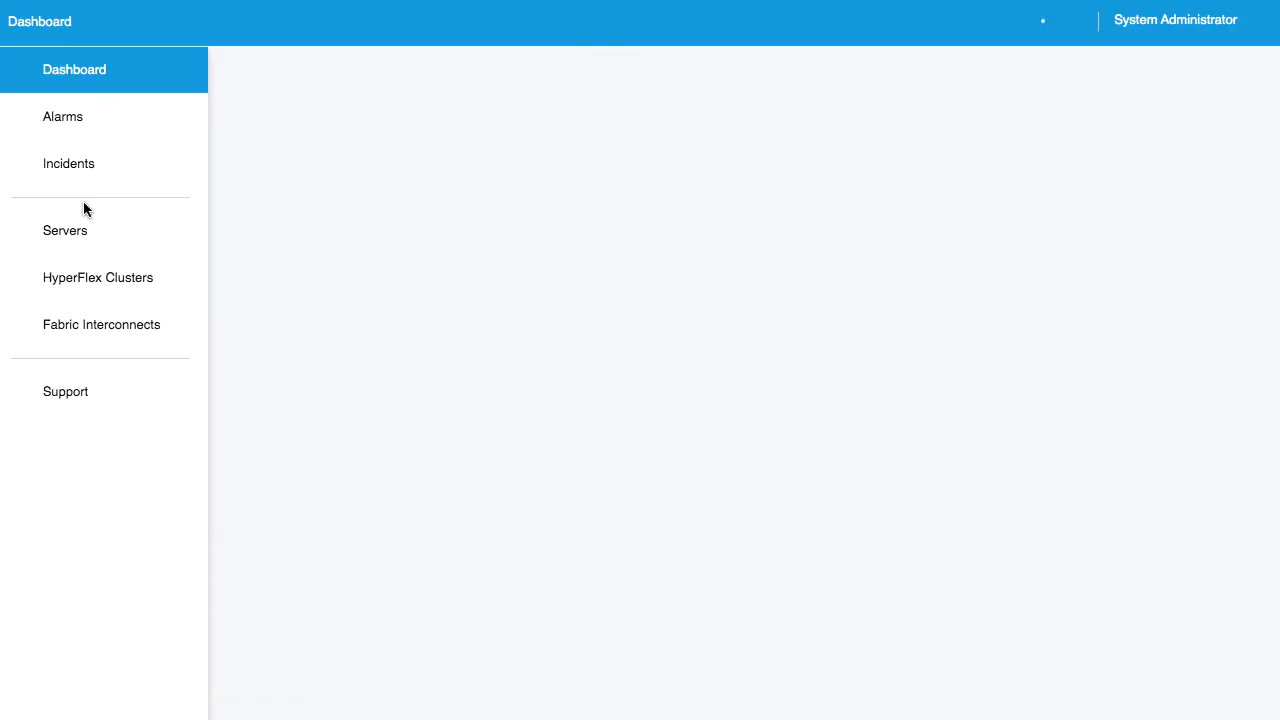 Dashboard
System Administrator
Dashboard
Alarms
Incidents
Servers
HyperFlex Clusters
Fabric Interconnects
Support